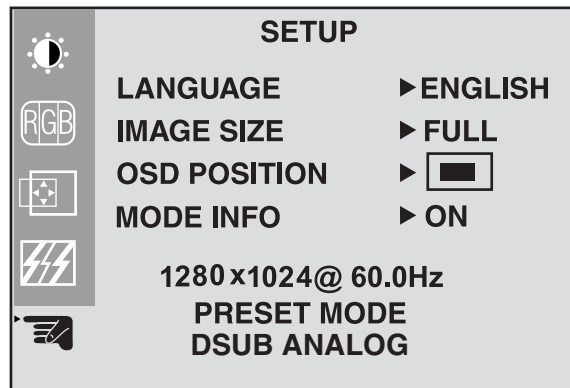 SETUP
LANGUAGE ▶ENGLISH
RGB
IMAGE SIZE ▶FULL
OSD POSITION ▶
MODE INFO ▶ON
1280x1024@ 60.0Hz
PRESET MODE
DSUB ANALOG